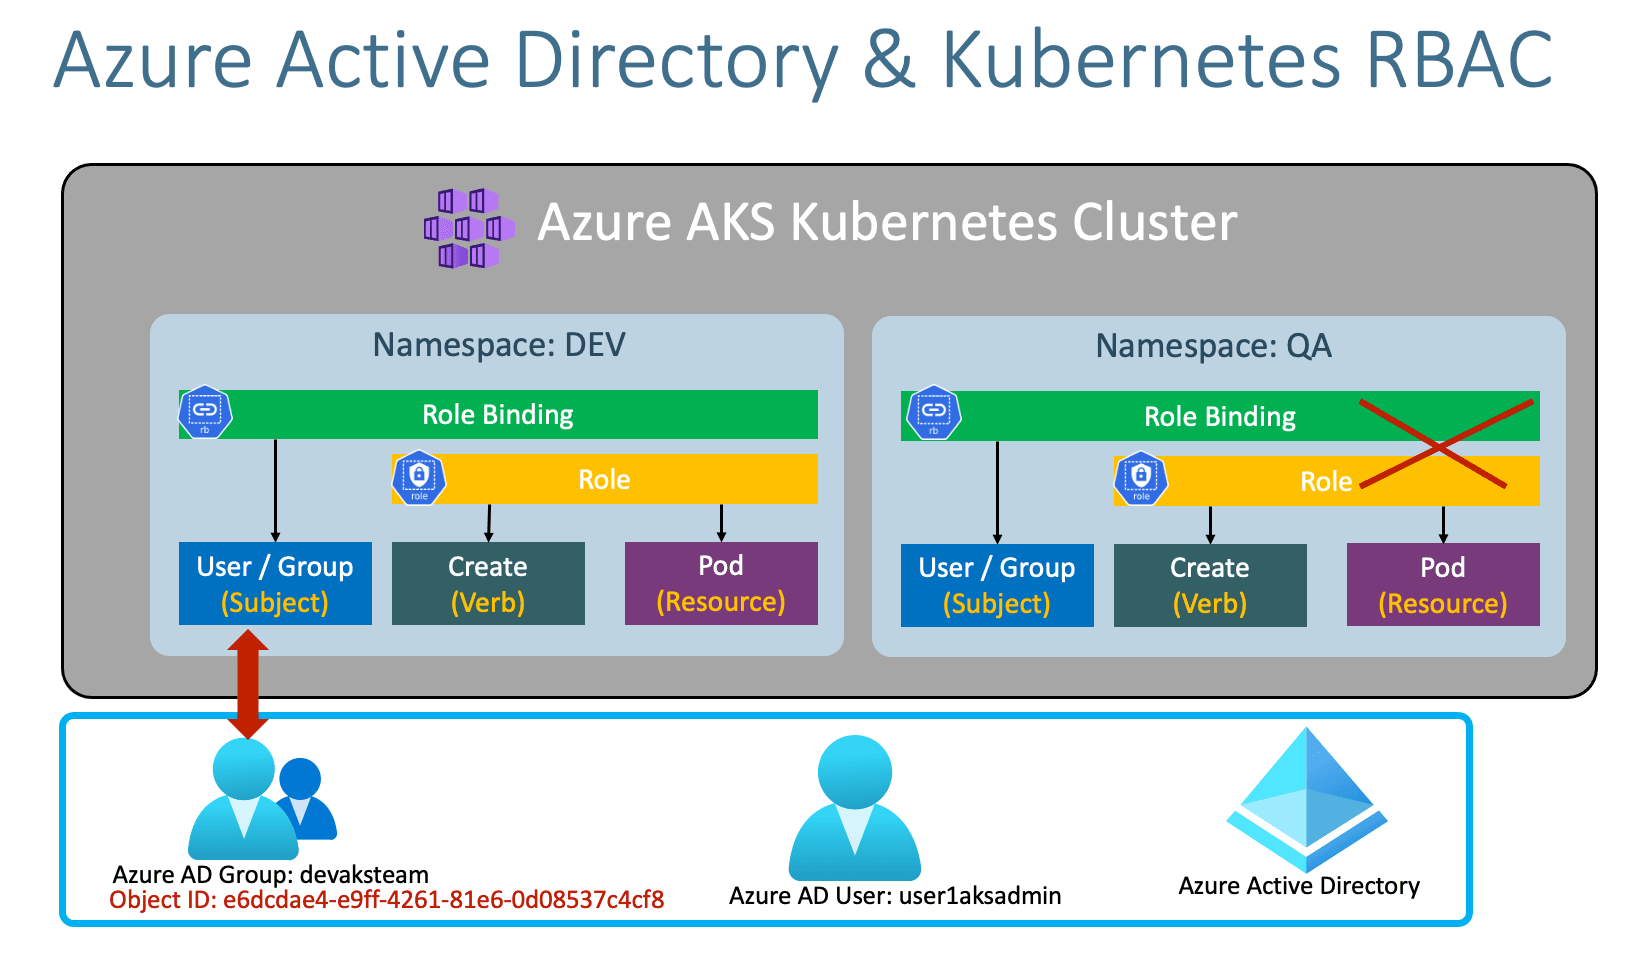 Azure Active Directory & Kubernetes RBAC
Azure AKS Kubernetes Cluster
Namespace: DEV
Role Binding
rb
Role
role
User / Group
(Subject)
Create
(Verb)
Pod
(Resource)
Namespace: QA
Role Binding
rb
Role
role
User / Group
(Subject)
Create
(Verb)
Pod
(Resource)
Azure AD Group: devaksteam
Object ID: e6dcdae4-e9ff-4261-81e6-0d08537c4cf8
Azure AD User: user1aksadmin
Azure Active Directory